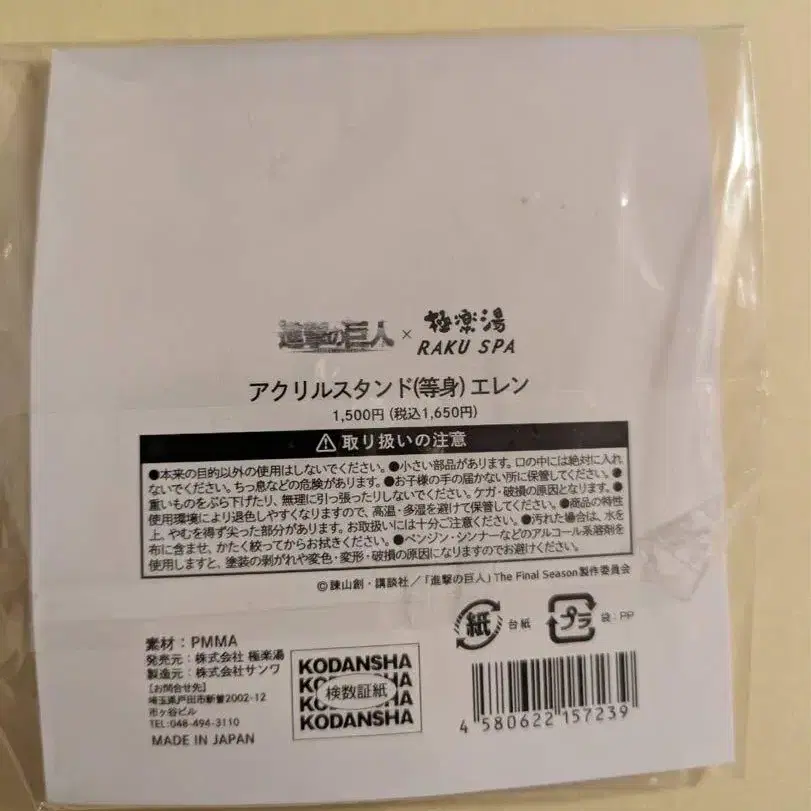 進撃の巨人 × 極楽湯
RAKU SPA
アクリルスタンド(等身) エレン
1,500円 (税込1,650円)
⚠ 取り扱いの注意
●本来の目的以外の使用はしないでください。●小さい部品があります。口の中には絶対に入れ
ないでください。ちっ息などの危険があります。●お子様の手の届かない所に保管してください。●
重いものをぶら下げたり、無理に引っ張ったりしないでください。ケガ・破損の原因となります。●
使用環境により退色しやすくなりますので、高温・多湿を避けて保管してください。●商品の特性
上、やむを得ず尖った部分があります。お取扱いには十分ご注意ください。●汚れた場合は、水を
布に含ませ、かたく絞ってからお拭きください。●ベンジン・シンナーなどのアルコール系溶剤を
使用しますと、塗装の剥がれや変色・変形・破損の原因になりますのでお避けください。
©諫山創・講談社/「進撃の巨人」The Final Season製作委員会
紙 台紙 プラ 袋:PP
素材:PMMA
発売元:株式会社 極楽湯
製造元:株式会社サンワ
【お問合せ先】
埼玉県戸田市新曽2002-12
市ヶ谷ビル
TEL:048-494-3110
MADE IN JAPAN
KODANSHA
検数証紙
KODANSHA
4 580622 157239